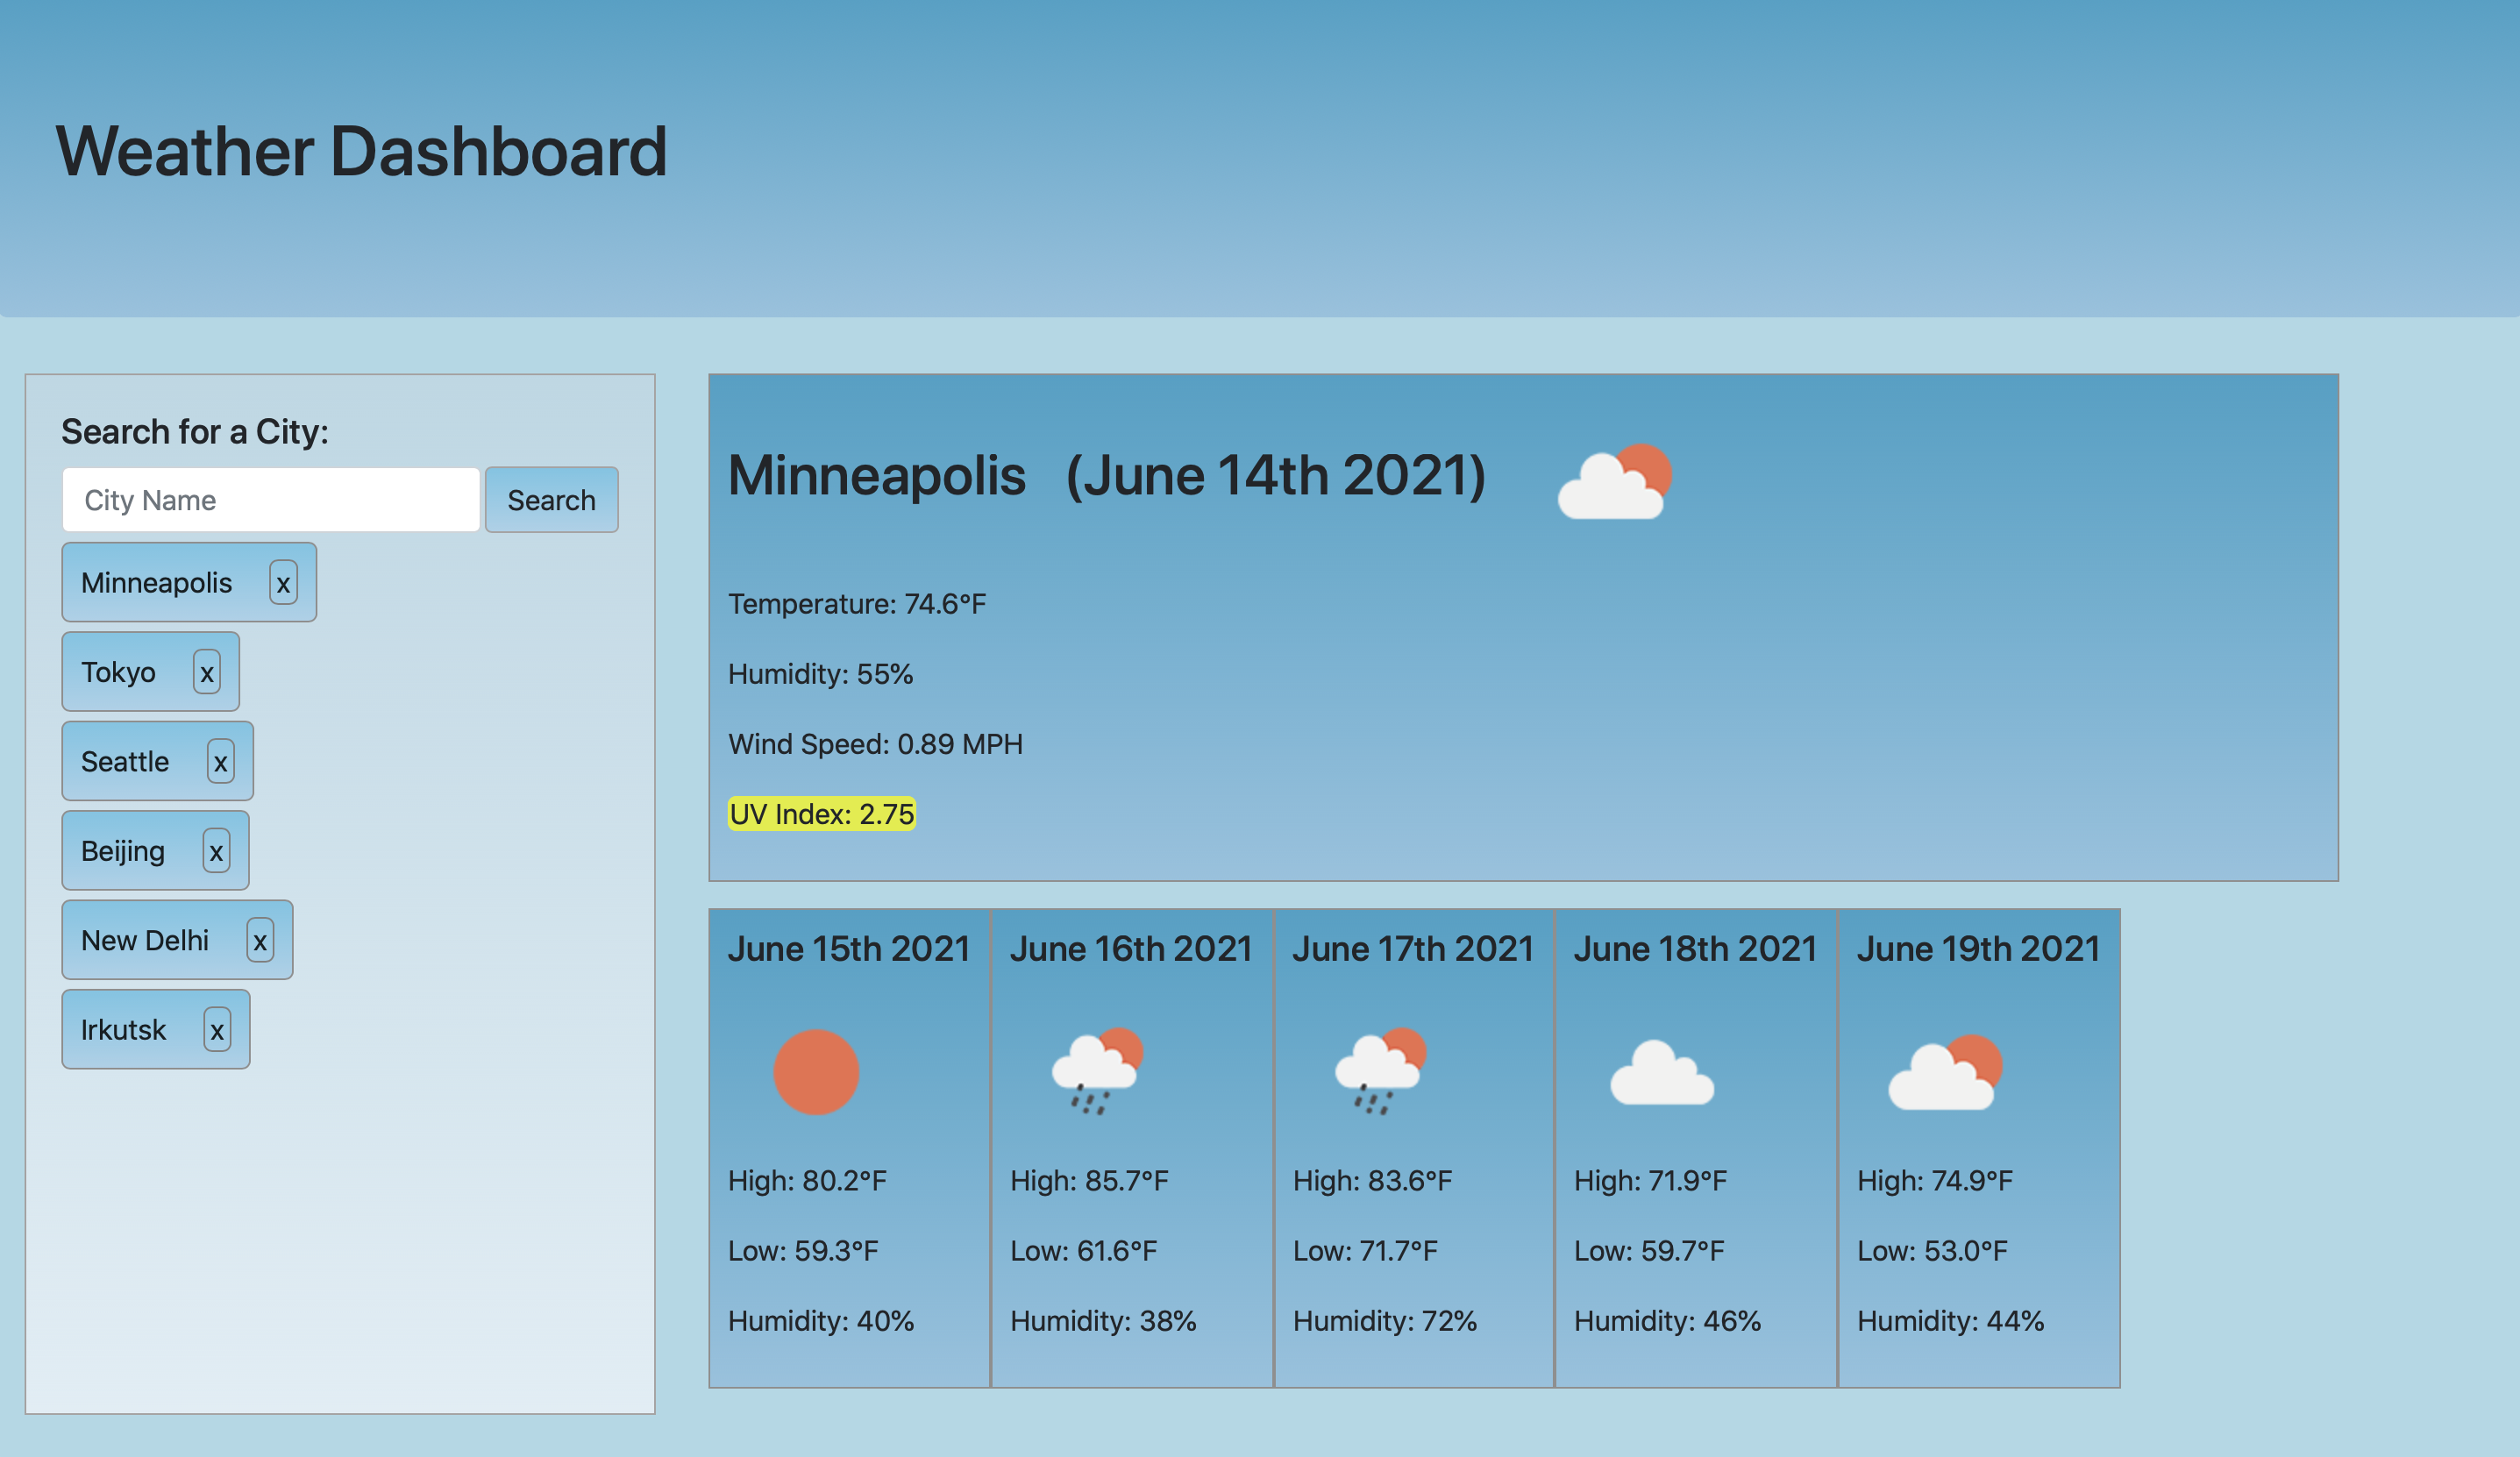 Weather Dashboard
Search for a City:
City Name
Search
Minneapolis x
Tokyo x
Seattle x
Beijing x
New Delhi x
Irkutsk x
Minneapolis (June 14th 2021)
Temperature: 74.6°F
Humidity: 55%
Wind Speed: 0.89 MPH
UV Index: 2.75
June 15th 2021
High: 80.2°F
Low: 59.3°F
Humidity: 40%
June 16th 2021
High: 85.7°F
Low: 61.6°F
Humidity: 38%
June 17th 2021
High: 83.6°F
Low: 71.7°F
Humidity: 72%
June 18th 2021
High: 71.9°F
Low: 59.7°F
Humidity: 46%
June 19th 2021
High: 74.9°F
Low: 53.0°F
Humidity: 44%